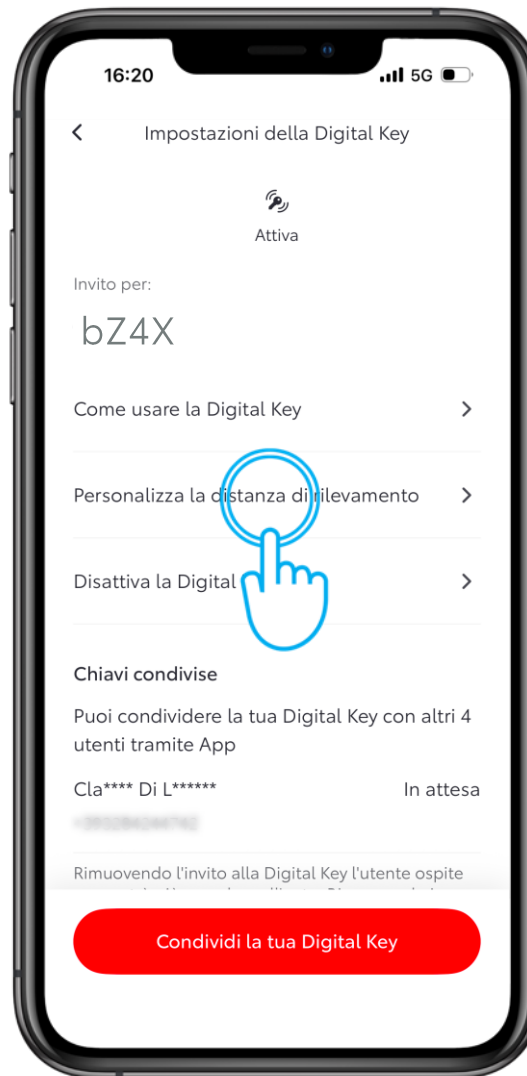 16:20 5G
Impostazioni della Digital Key
Attiva
Invito per:
bZ4X
Come usare la Digital Key
Personalizza la distanza di rilevamento
Disattiva la Digital
Chiavi condivise
Puoi condividere la tua Digital Key con altri 4
utenti tramite App
Cla**** Di L****** In attesa
Rimuovendo l'invito alla Digital Key l'utente ospite
Condividi la tua Digital Key